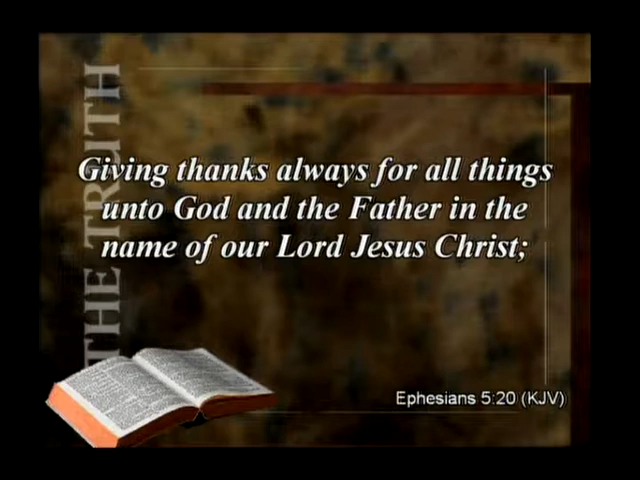 THE TRUTH
Giving thanks always for all things
unto God and the Father in the
name of our Lord Jesus Christ;
Ephesians 5:20 (KJV)